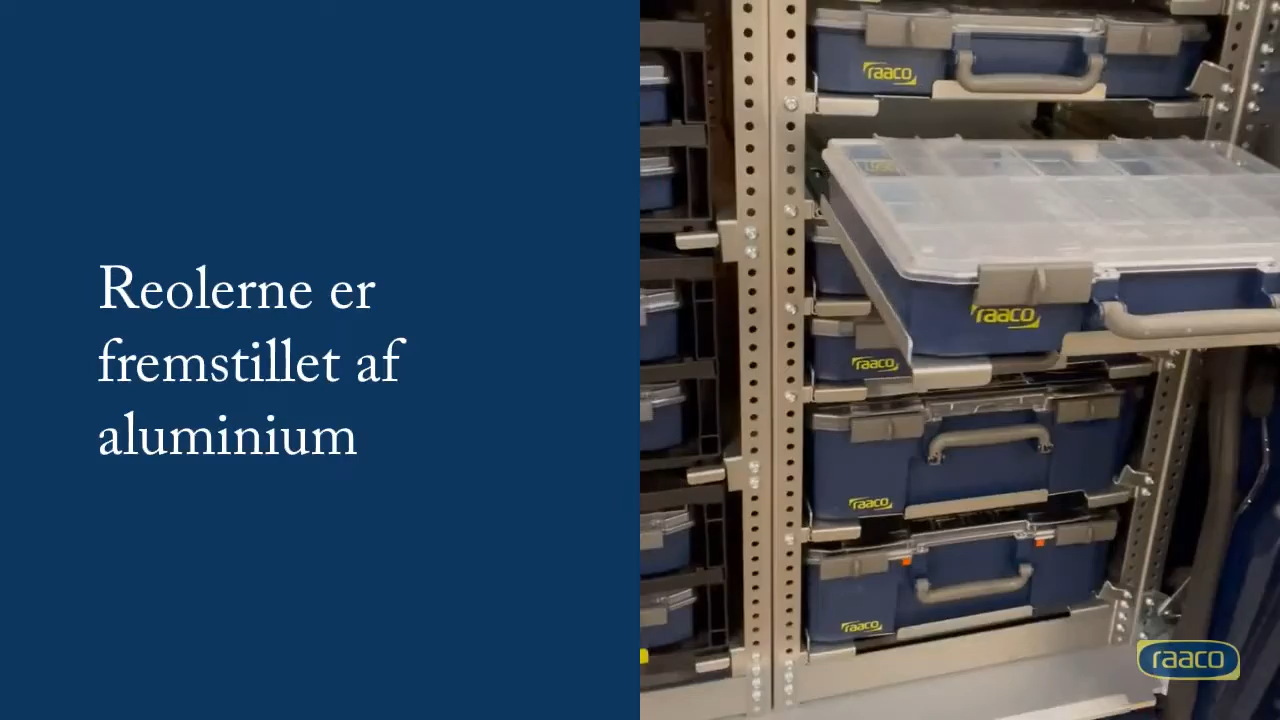 Reolerne er
fremstillet af
aluminium
raaco
raaco
raaco
raaco
raaco
raaco